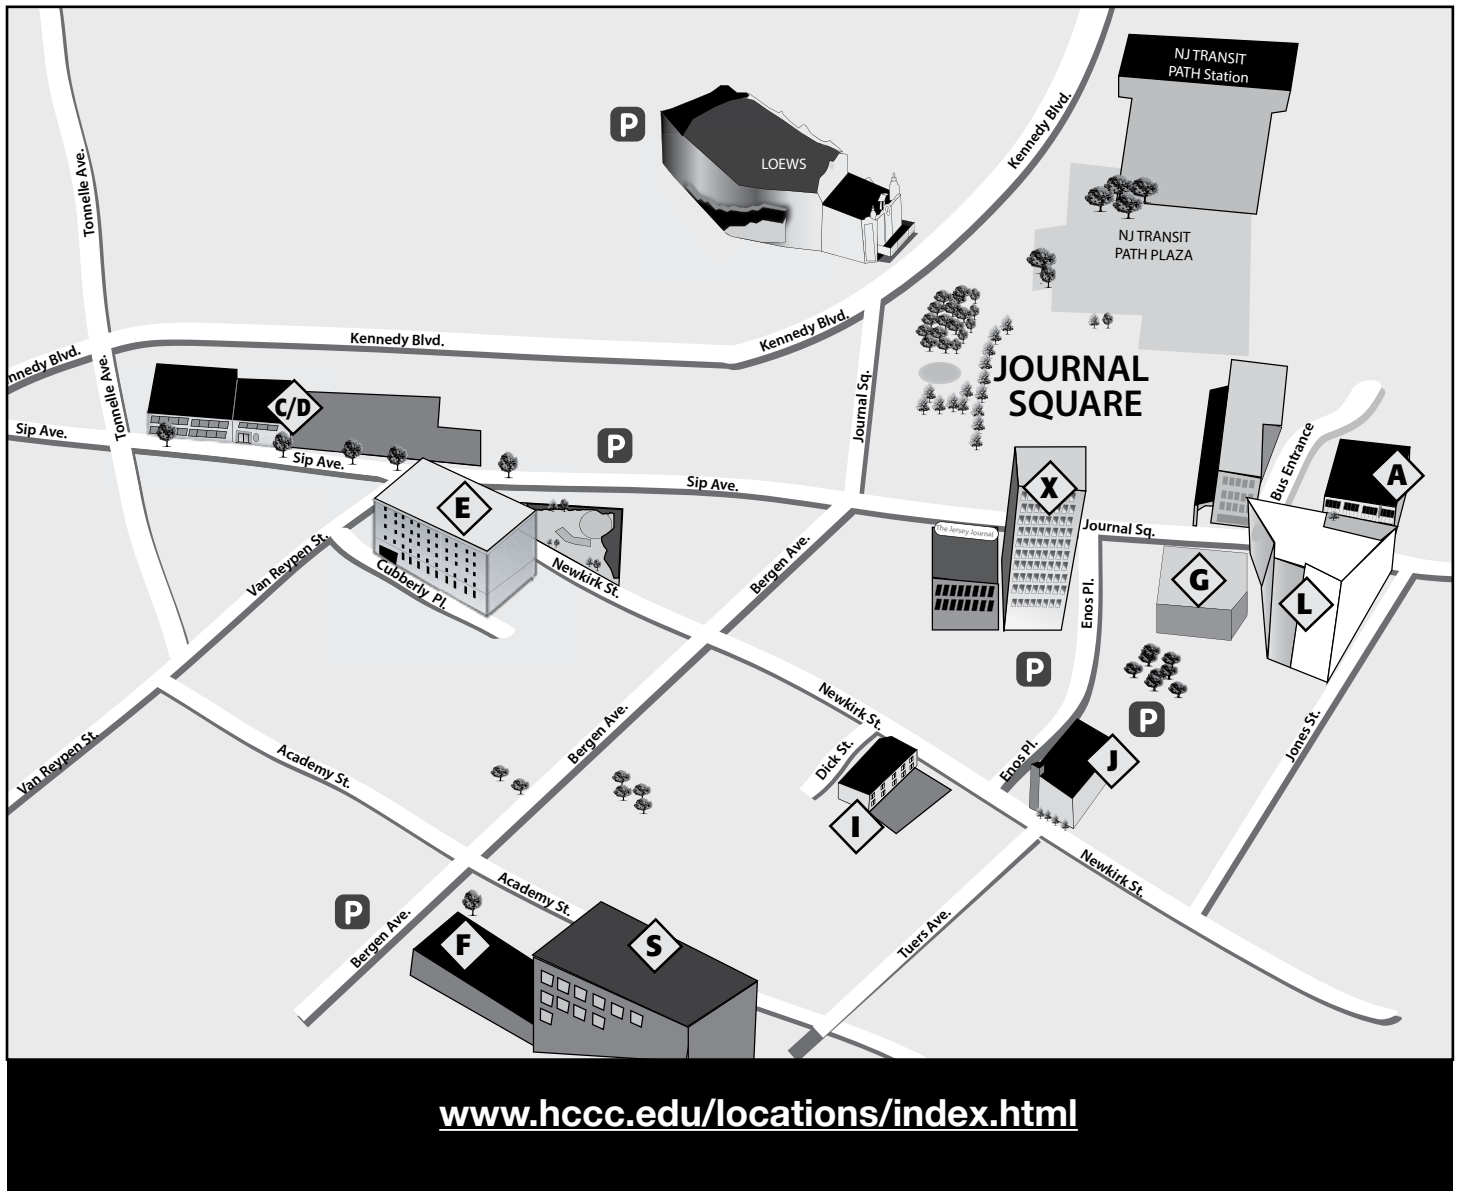 NJ TRANSIT
PATH Station
Kennedy Blvd.
P
LOEWS
Tonnelle Ave.
NJ TRANSIT
PATH PLAZA
Kennedy Blvd.
Kennedy Blvd.
nnedy Blvd.
Tonnelle Ave.
JOURNAL
SQUARE
Journal Sq.
C/D
Sip Ave.
Sip Ave.
P
Sip Ave.
Bus Entrance
A
X
E
The Jersey Journal
Journal Sq.
Van Reypen St.
Cubberly Pl.
Newkirk St.
Bergen Ave.
Enos Pl.
G
L
P
Newkirk St.
P
Bergen Ave.
Jones St.
Van Reypen St.
Academy St.
Dick St.
Enos Pl.
J
I
Newkirk St.
Academy St.
P
Bergen Ave.
F
S
Tuers Ave.
www.hccc.edu/locations/index.html